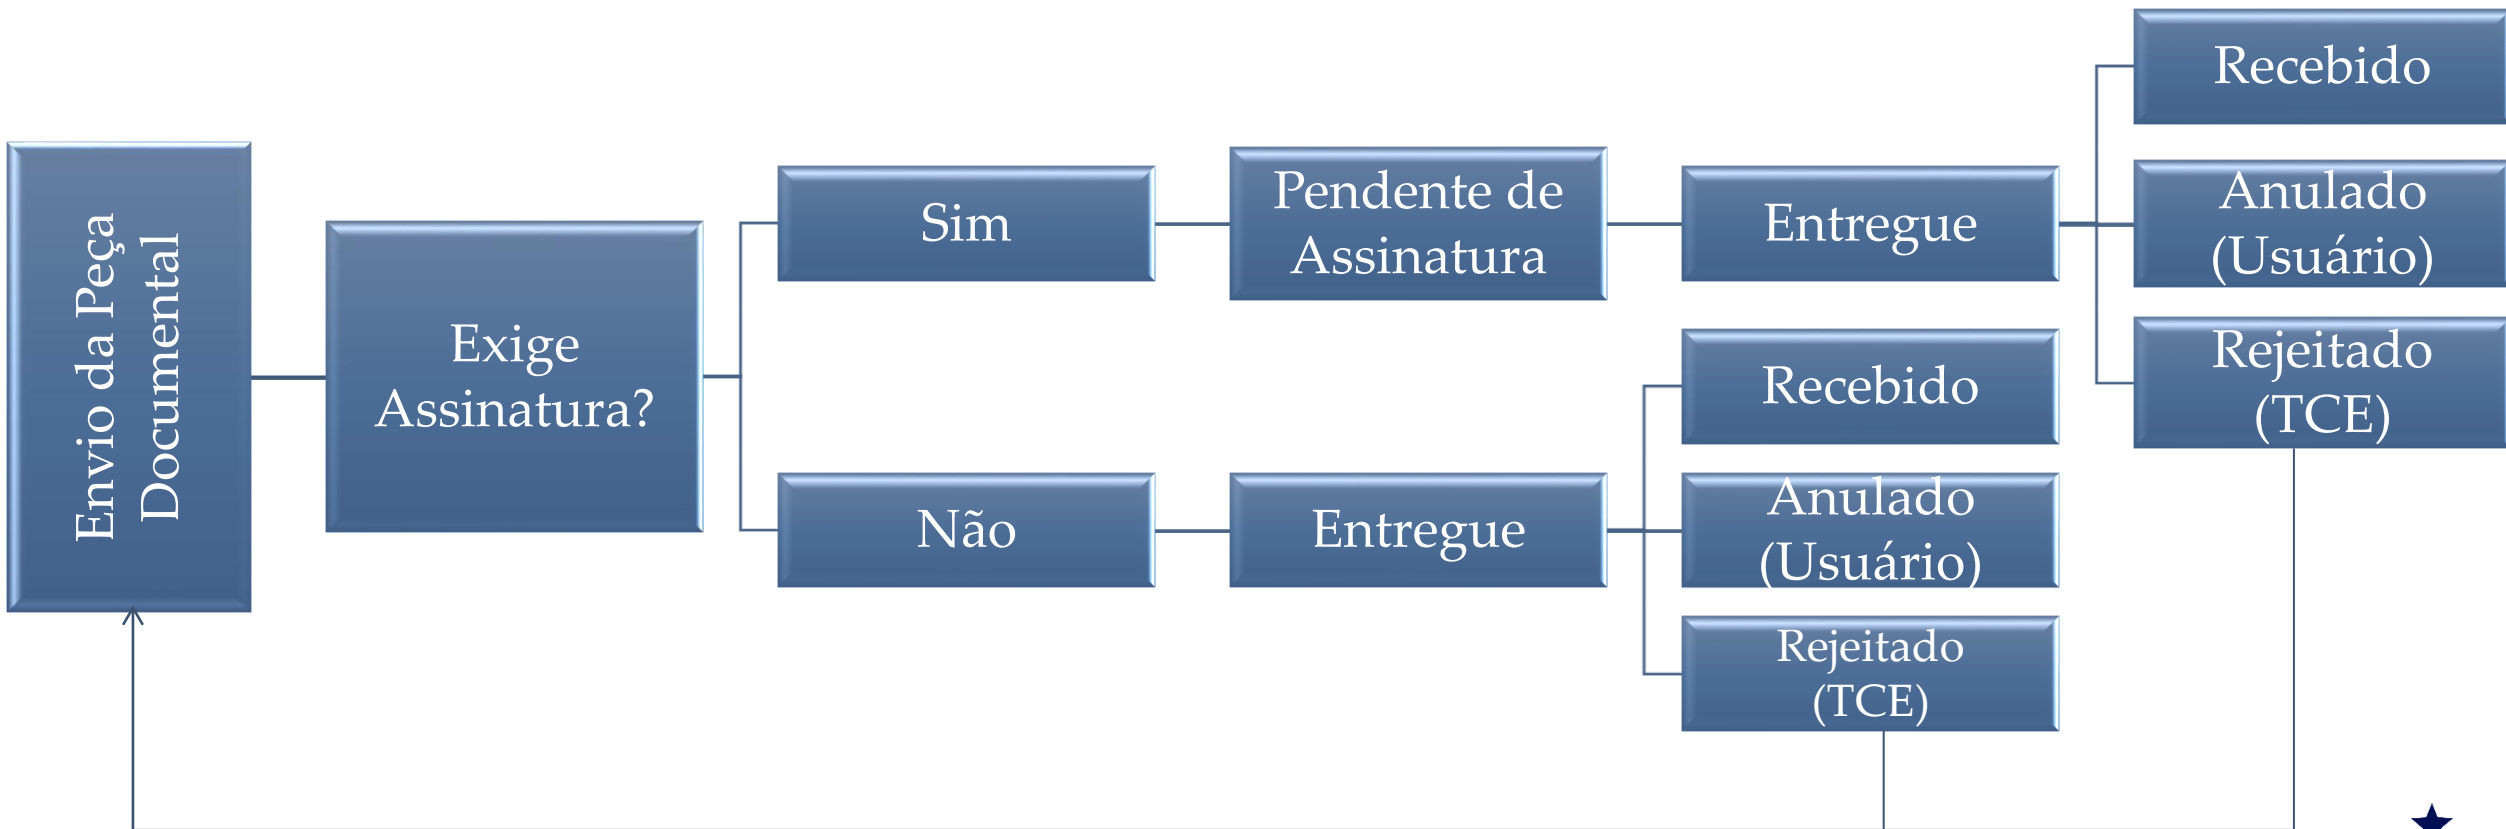 Envio da Peça
Documental
Exige
Assinatura?
Sim
Pendente de
Assinatura
Entregue
Recebido
Anulado
(Usuário)
Rejeitado
(TCE)
Não
Entregue
Recebido
Anulado
(Usuário)
Rejeitado
(TCE)